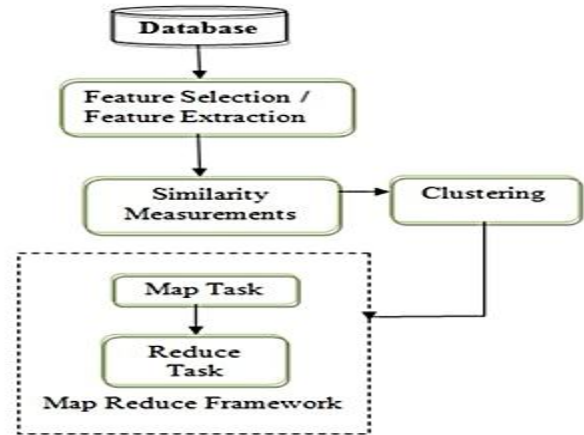 Database
Feature Selection /
Feature Extraction
Similarity
Measurements
Clustering
Map Task
Reduce
Task
Map Reduce Framework